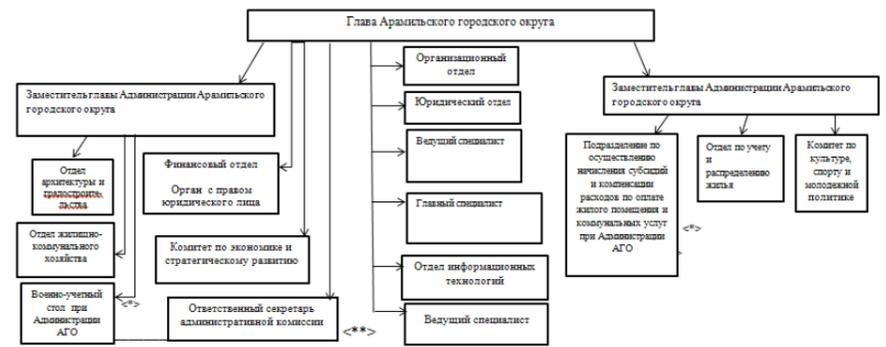 Глава Арамильского городского округа
Заместитель главы Администрации Арамильского
городского округа
Отдел
архитектуры и
градостроите-
льства
Отдел жилищно-
коммунального
хозяйства
Военно-учетный
стол при
Администрации
АГО
<*>
Финансовый отдел
Орган с правом
юридического лица
Комитет по экономике и
стратегическому развитию
Ответственный секретарь
административной комиссии
<**>
Организационный
отдел
Юридический отдел
Ведущий специалист
Главный специалист
Отдел информационных
технологий
Ведущий специалист
Заместитель главы Администрации Арамильского
городского округа
Подразделение по
осуществлению
начисления субсидий
и компенсации
расходов по оплате
жилого помещения и
коммунальных услуг
при Администрации
АГО
<*>
Отдел по учету
и
распределению
жилья
Комитет по
культуре,
спорту и
молодежной
политике